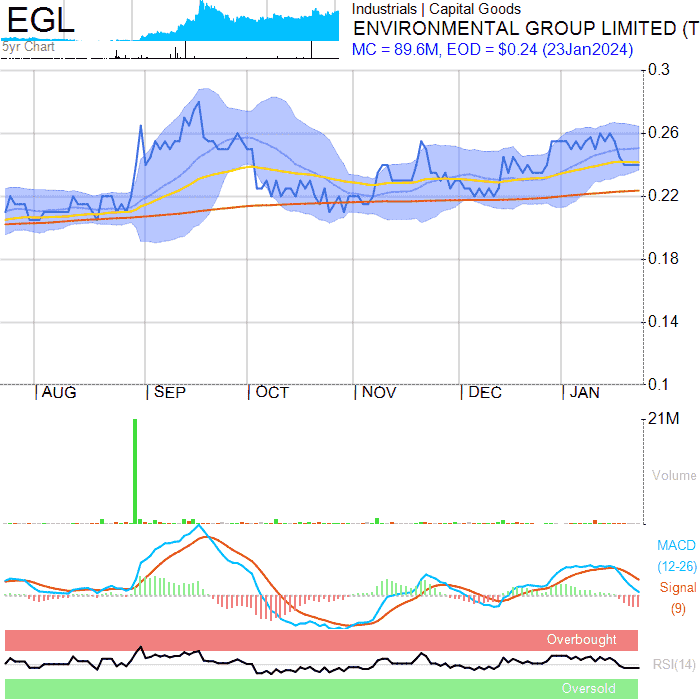 EGL
5yr Chart
Industrials | Capital Goods
ENVIRONMENTAL GROUP LIMITED (T
MC = 89.6M, EOD = $0.24 (23Jan2024)
0.3
0.26
0.22
0.18
0.14
0.1
AUG SEP OCT NOV DEC JAN
21M
Volume
MACD
(12-26)
Signal
(9)
Overbought
RSI(14)
Oversold